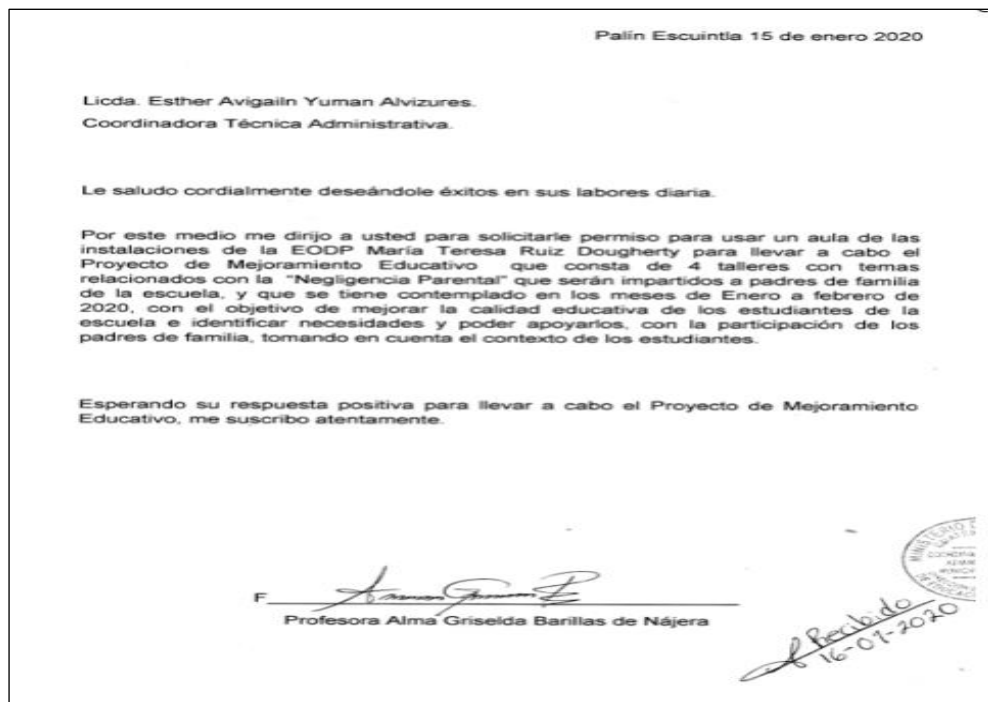 Palín Escuintla 15 de enero 2020
Licda. Esther Avigailn Yuman Alvizures.
Coordinadora Técnica Administrativa.
Le saludo cordialmente deseándole éxitos en sus labores diaria.
Por este medio me dirijo a usted para solicitarle permiso para usar un aula de las
instalaciones de la EODP María Teresa Ruiz Dougherty para llevar a cabo el
Proyecto de Mejoramiento Educativo que consta de 4 talleres con temas
relacionados con la "Negligencia Parental" que serán impartidos a padres de familia
de la escuela, y que se tiene contemplado en los meses de Enero a febrero de
2020, con el objetivo de mejorar la calidad educativa de los estudiantes de la
escuela e identificar necesidades y poder apoyarlos, con la participación de los
padres de familia, tomando en cuenta el contexto de los estudiantes.
Esperando su respuesta positiva para llevar a cabo el Proyecto de Mejoramiento
Educativo, me suscribo atentamente.
F
Profesora Alma Griselda Barillas de Nájera
MINISTERIO
Recibido
16-01-2020